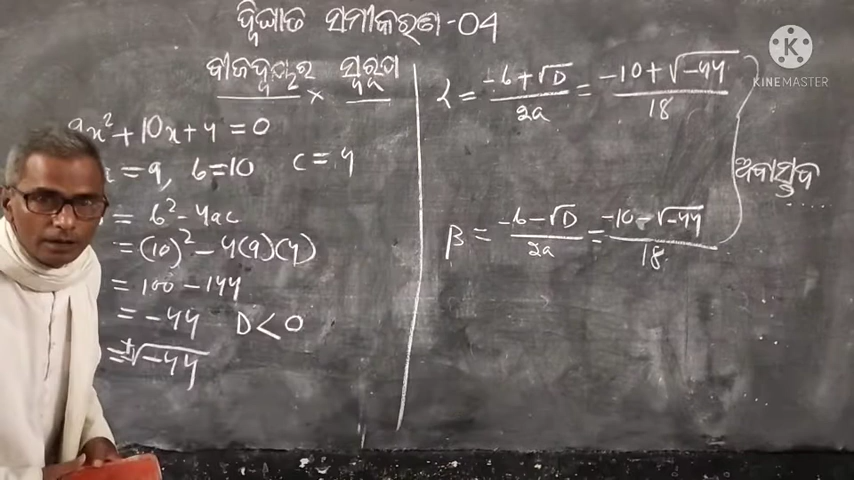 ଦ୍ୱିଘାତ ସମୀକରଣ-04
ବୀଜଦ୍ୱୟର ସ୍ୱରୂପ
9x² + 10x + 4 = 0
a = 9, b = 10 c = 4
= b² - 4ac
= (10)² - 4(9)(4)
= 100 - 144
= -44 D < 0
= ±√-44
α = -b + √D / 2a = -10 + √-44 / 18
β = -b - √D / 2a = -10 - √-44 / 18
ଅବାସ୍ତବ
KINEMASTER